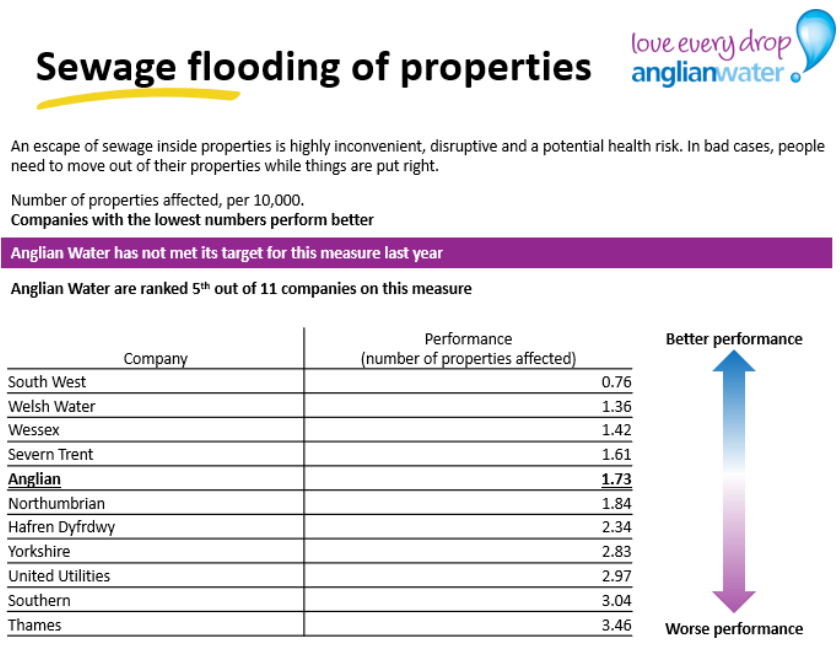 Sewage flooding of properties
love every drop
anglianwater
An escape of sewage inside properties is highly inconvenient, disruptive and a potential health risk. In bad cases, people
need to move out of their properties while things are put right.
Number of properties affected, per 10,000.
Companies with the lowest numbers perform better
Anglian Water has not met its target for this measure last year
Anglian Water are ranked 5th out of 11 companies on this measure
Company Performance
(number of properties affected)
South West 0.76
Welsh Water 1.36
Wessex 1.42
Severn Trent 1.61
Anglian 1.73
Northumbrian 1.84
Hafren Dyfrdwy 2.34
Yorkshire 2.83
United Utilities 2.97
Southern 3.04
Thames 3.46
Better performance
Worse performance